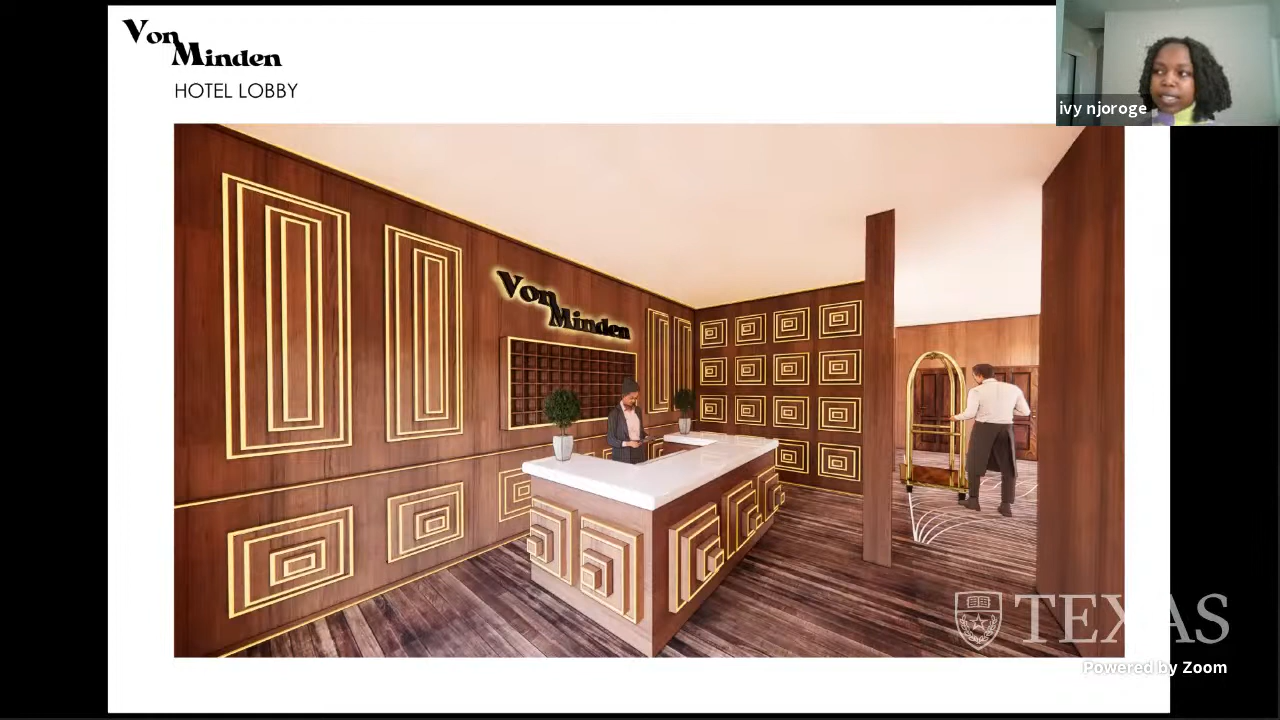 Von
Minden
HOTEL LOBBY
ivy njoroge
Von
Minden
TEXAS
Powered by Zoom